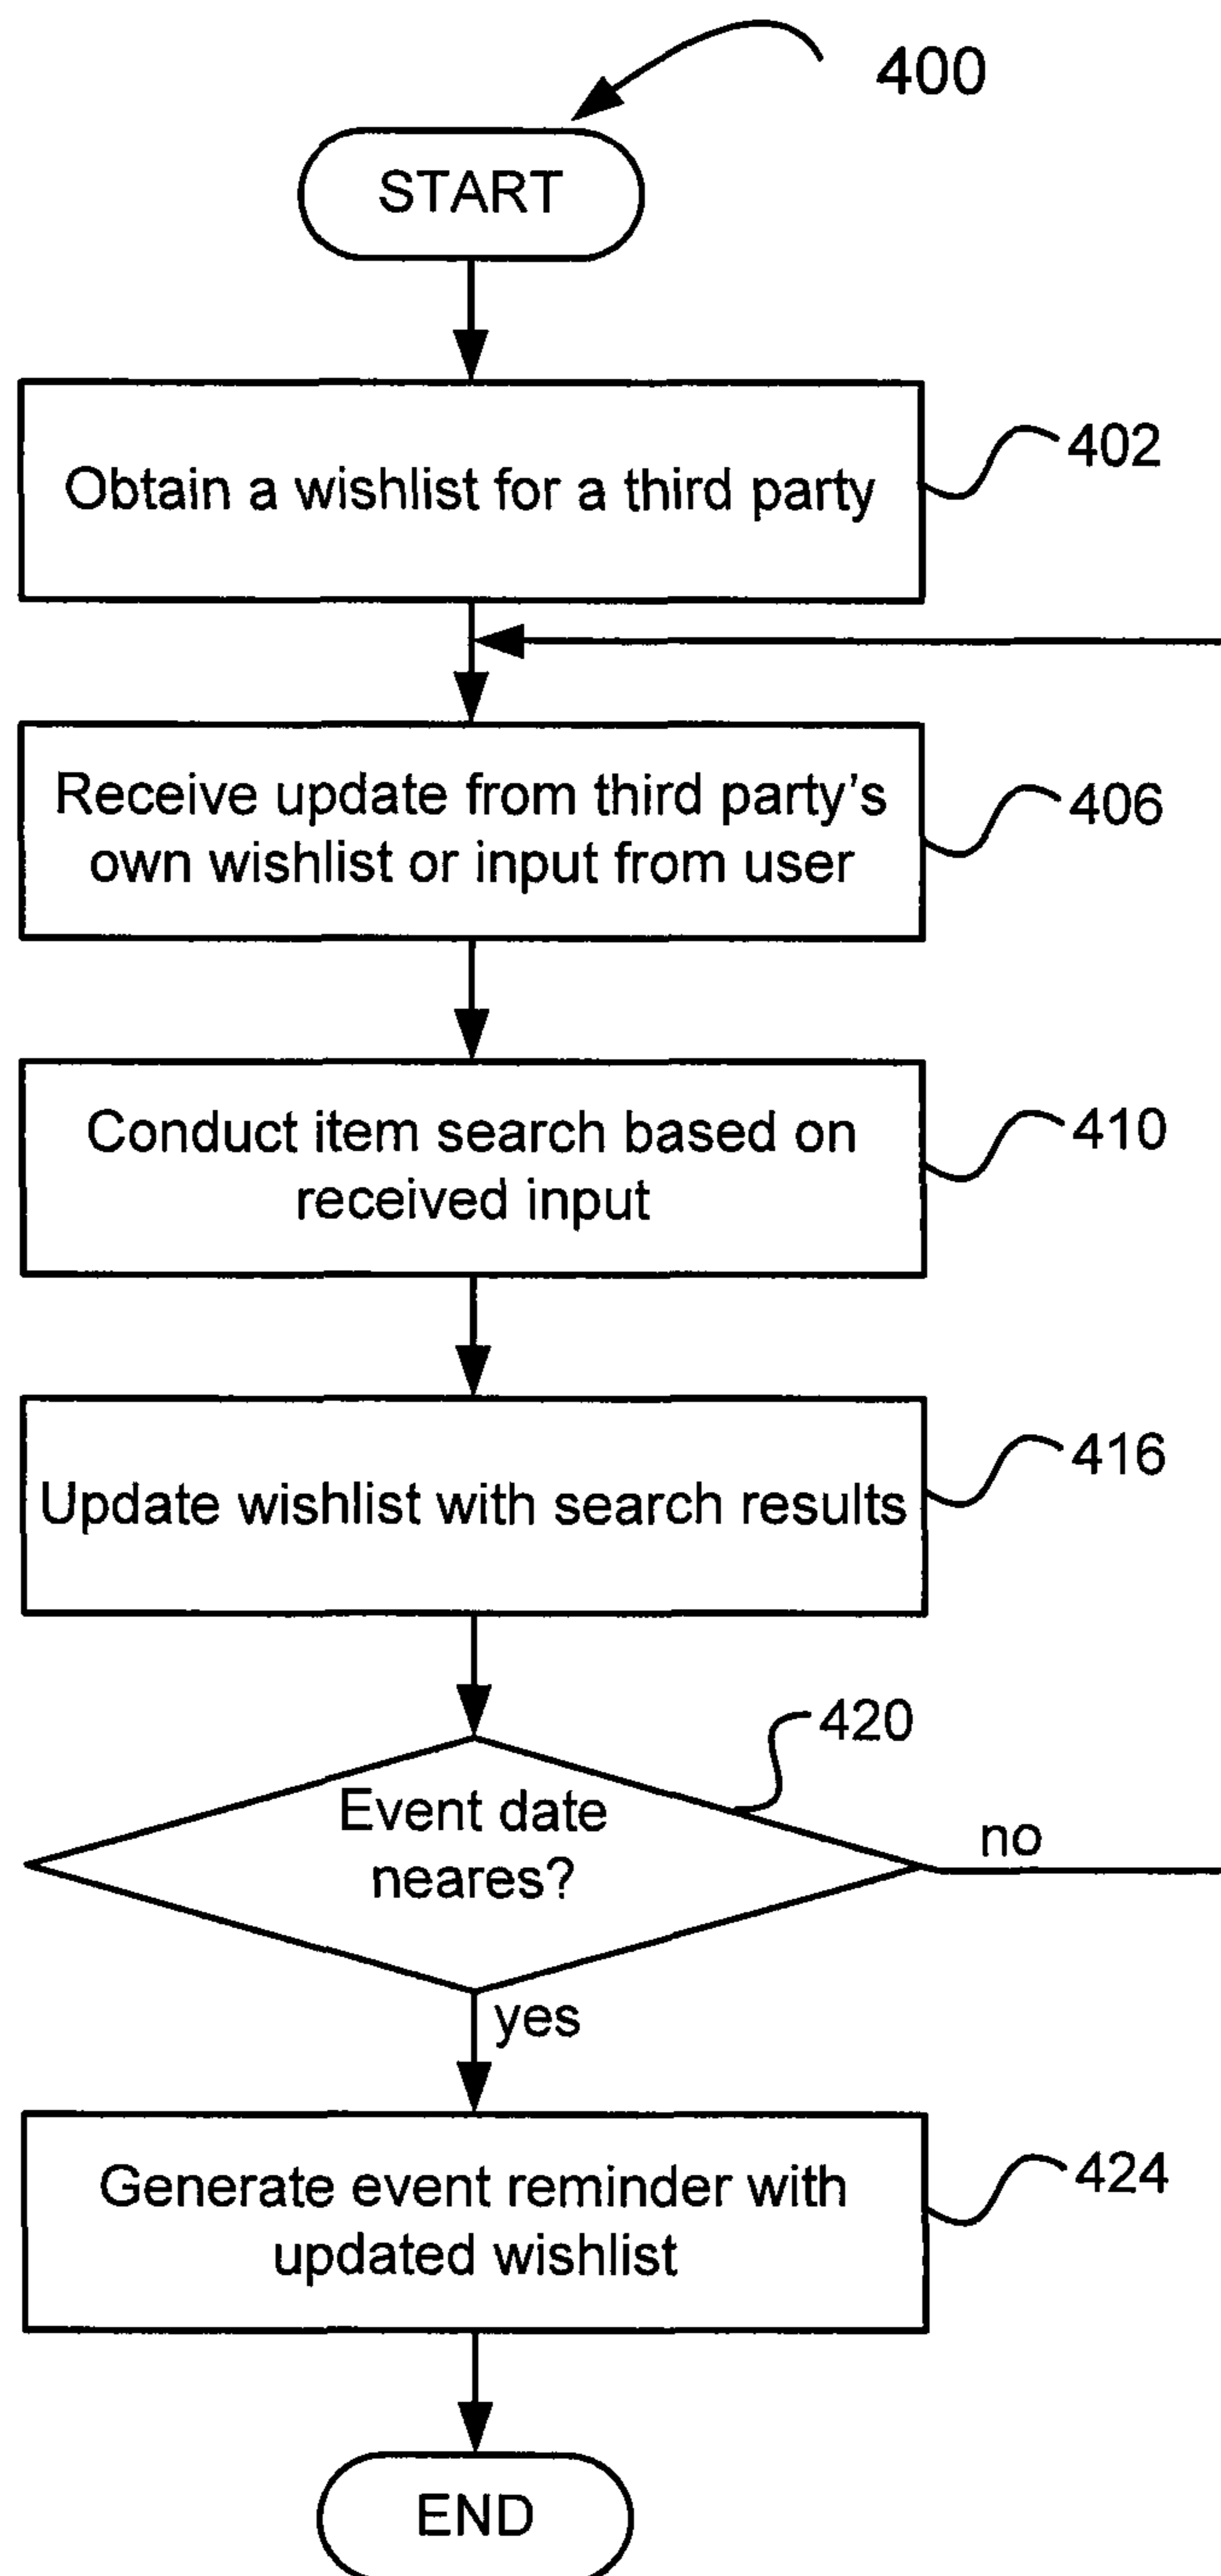 400
START
Obtain a wishlist for a third party
402
Receive update from third party's
own wishlist or input from user
406
Conduct item search based on
received input
410
Update wishlist with search results
416
420
Event date
neares?
no
yes
Generate event reminder with
updated wishlist
424
END